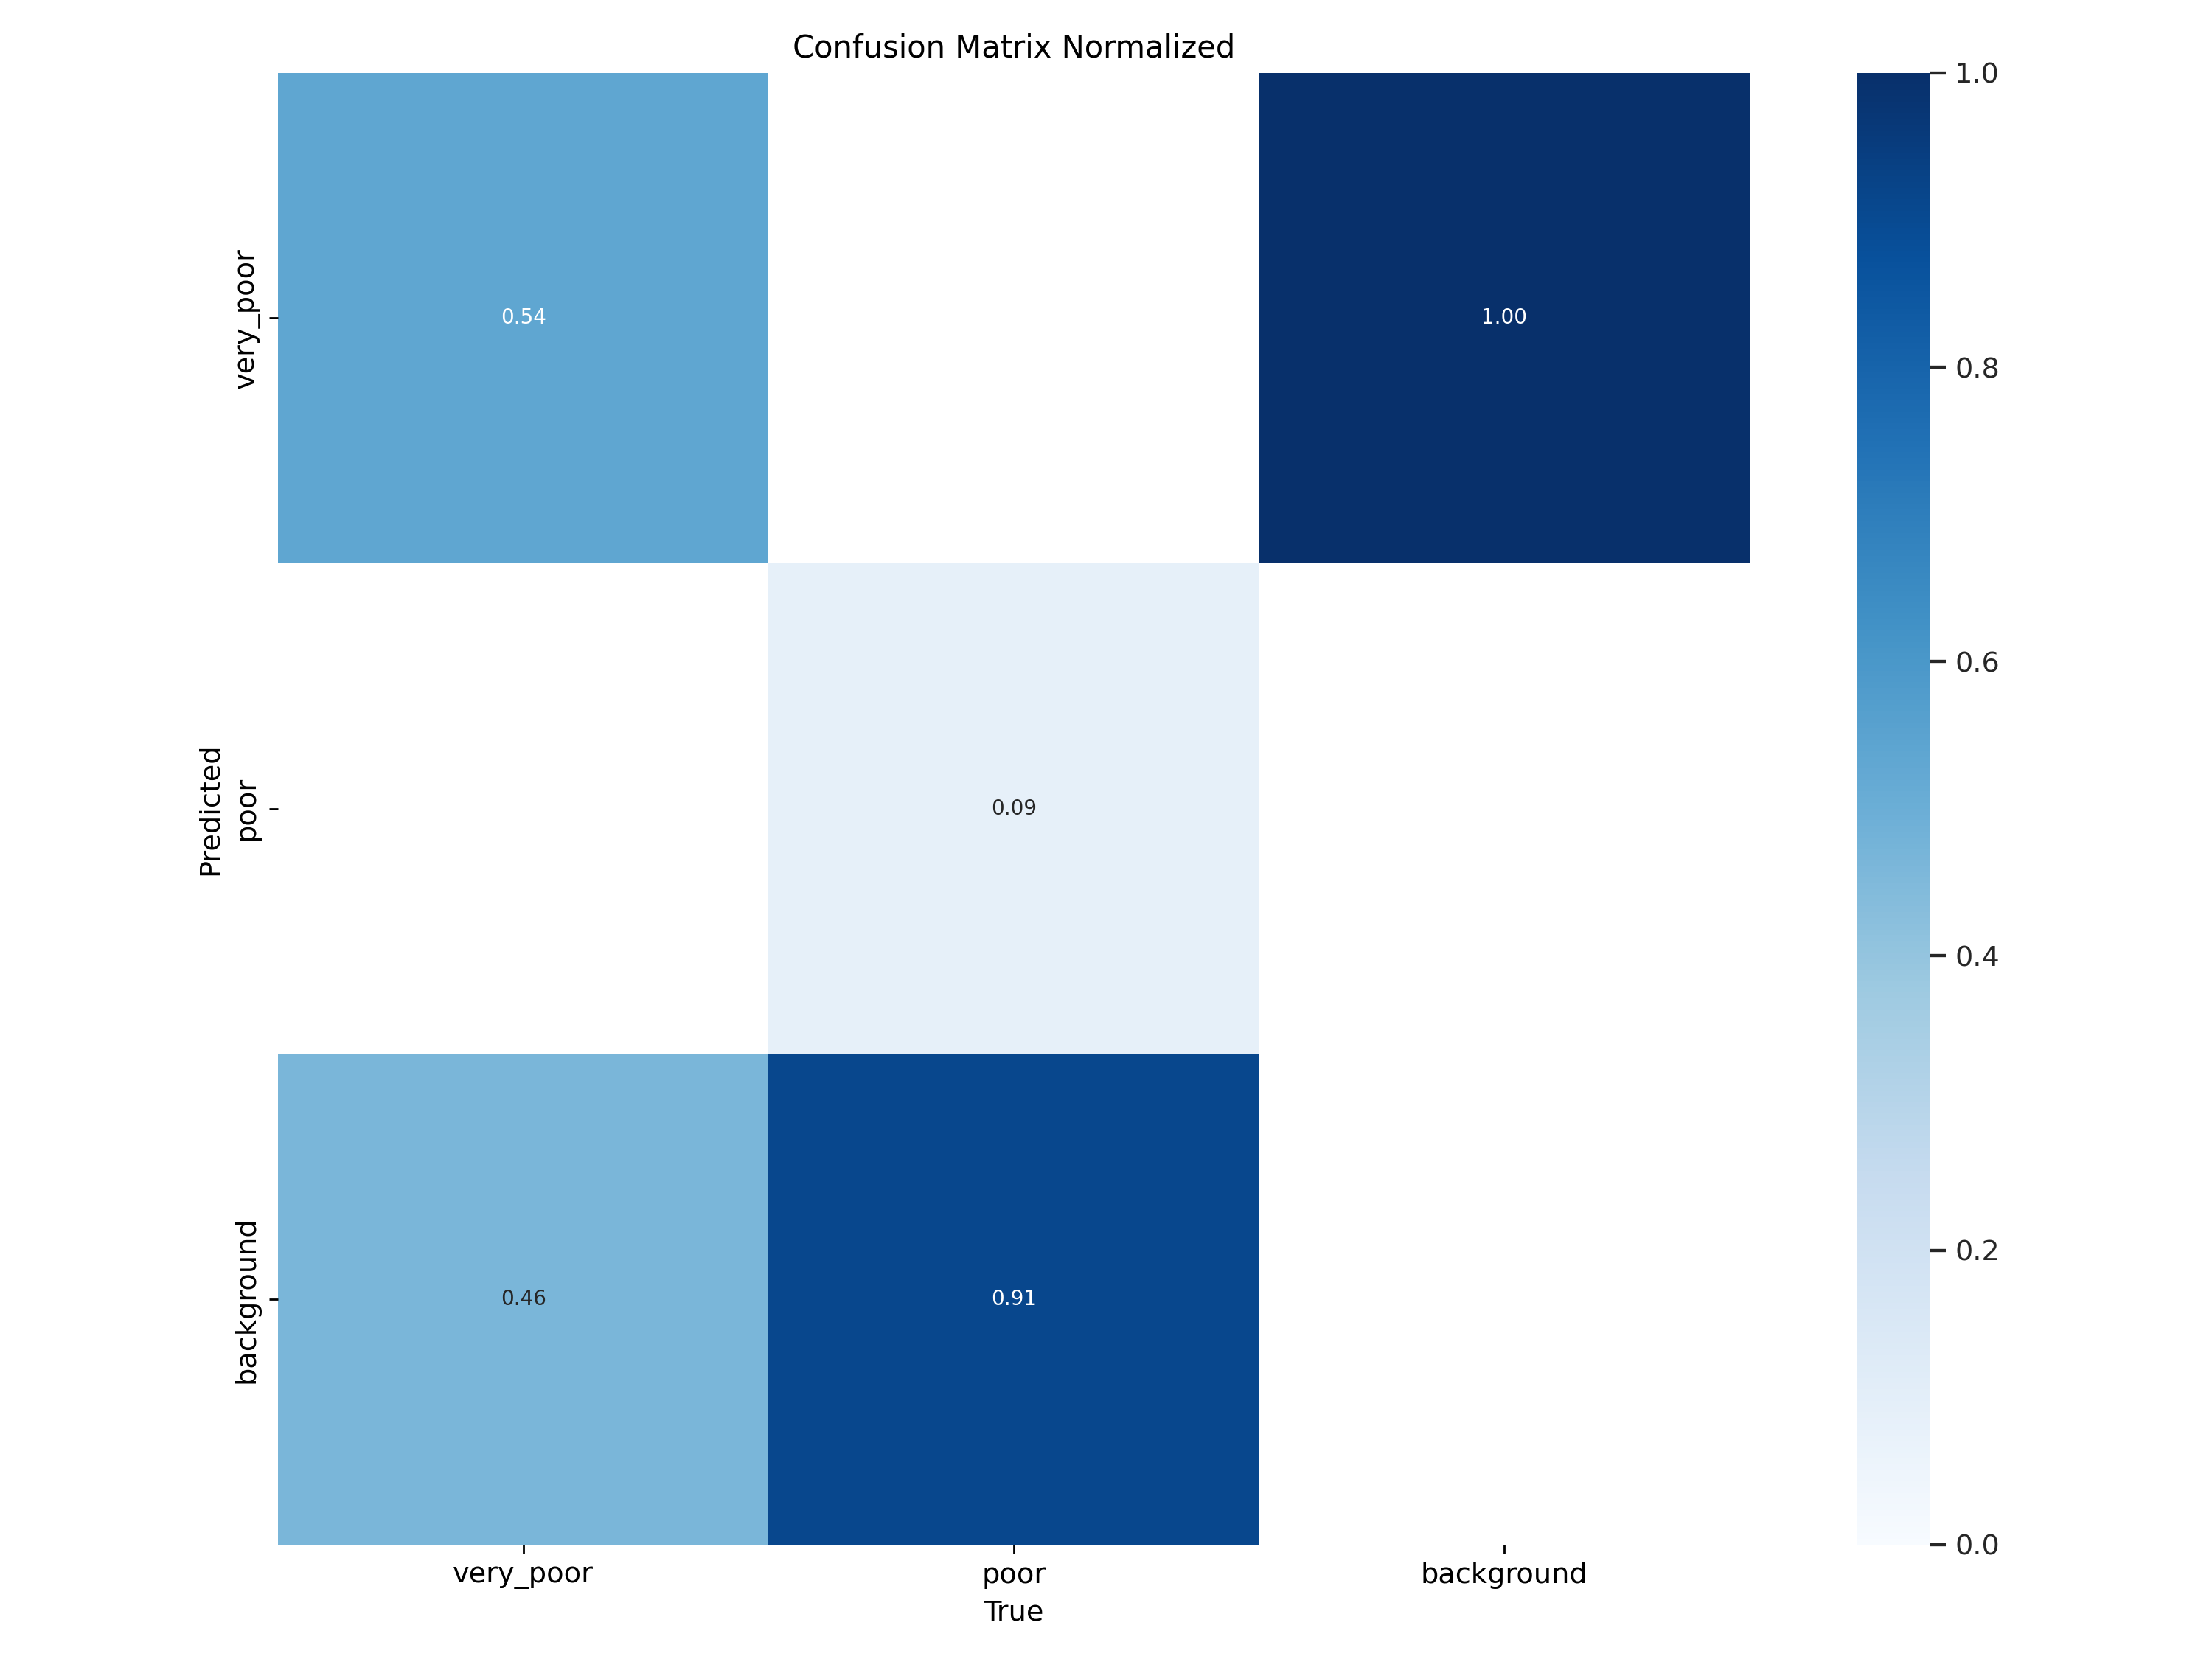 Confusion Matrix Normalized
very_poor
0.54
1.00
Predicted
poor
0.09
background
0.46
0.91
very_poor
poor
background
True
1.0
0.8
0.6
0.4
0.2
0.0